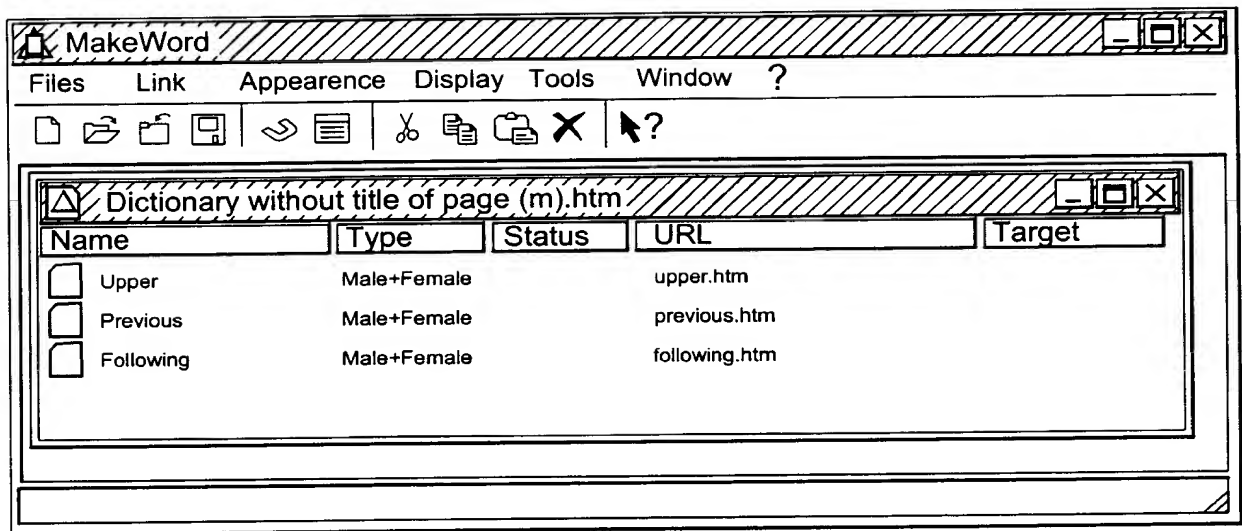 MakeWord
Files Link Appearence Display Tools Window ?
?
Dictionary without title of page (m).htm
Name Type Status URL Target
Upper Male+Female upper.htm
Previous Male+Female previous.htm
Following Male+Female following.htm